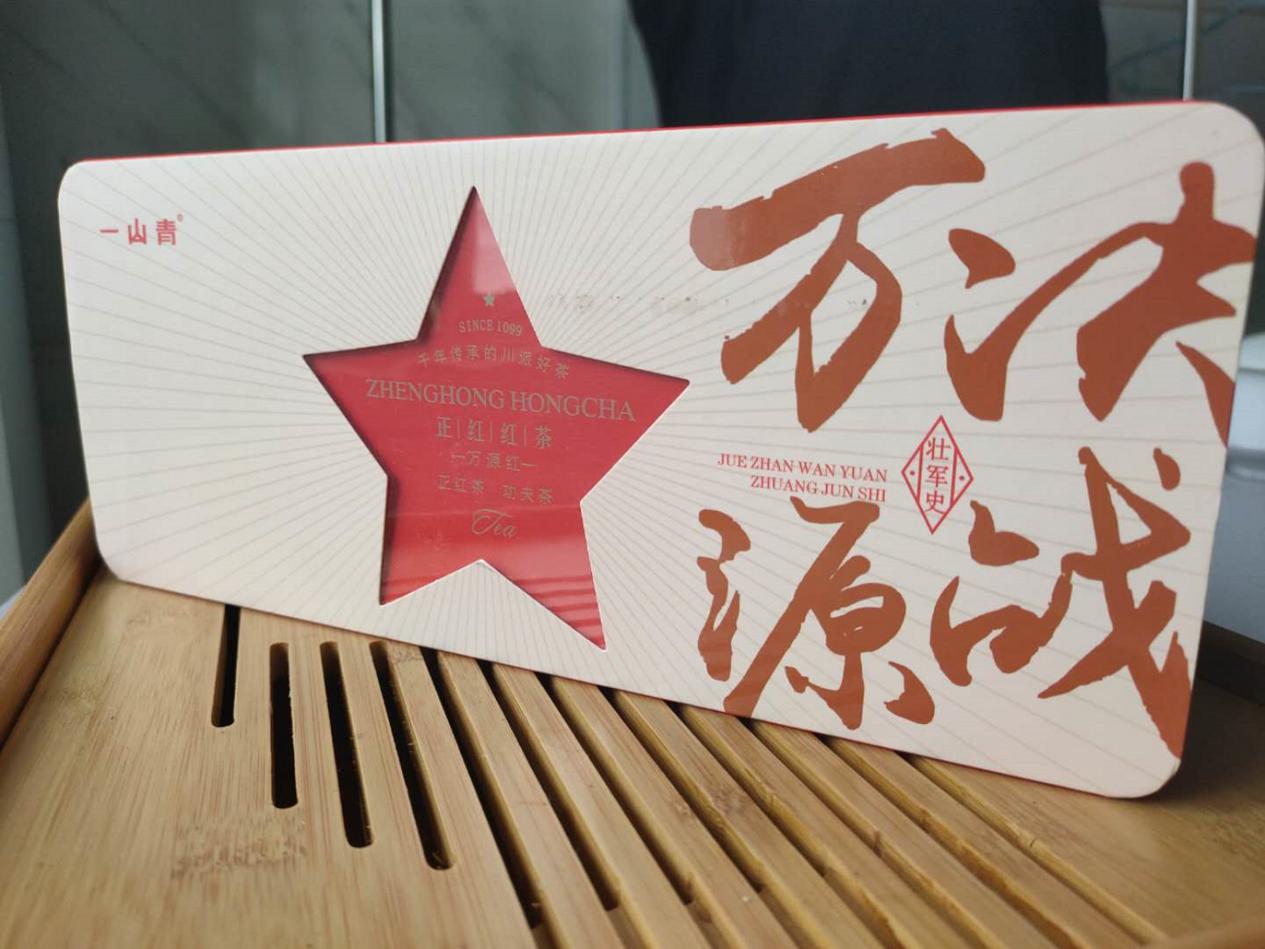 一山青®
SINCE 1099
千年传承的川派好茶
ZHENGHONG HONGCHA
正|红|红|茶
—万源红—
正红茶 功夫茶
Tea
决战
万源
JUE ZHAN WAN YUAN
ZHUANG JUN SHI
壮军史